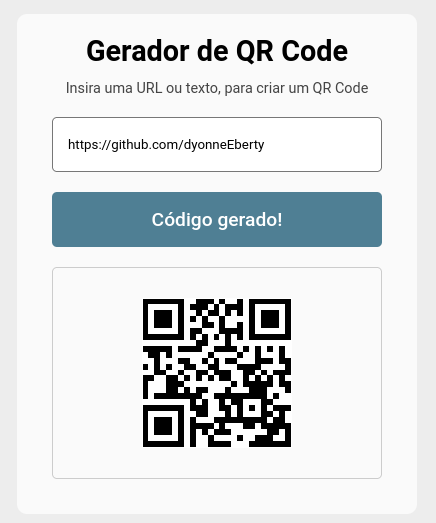 Gerador de QR Code
Insira uma URL ou texto, para criar um QR Code
https://github.com/dyonneEberty
Código gerado!